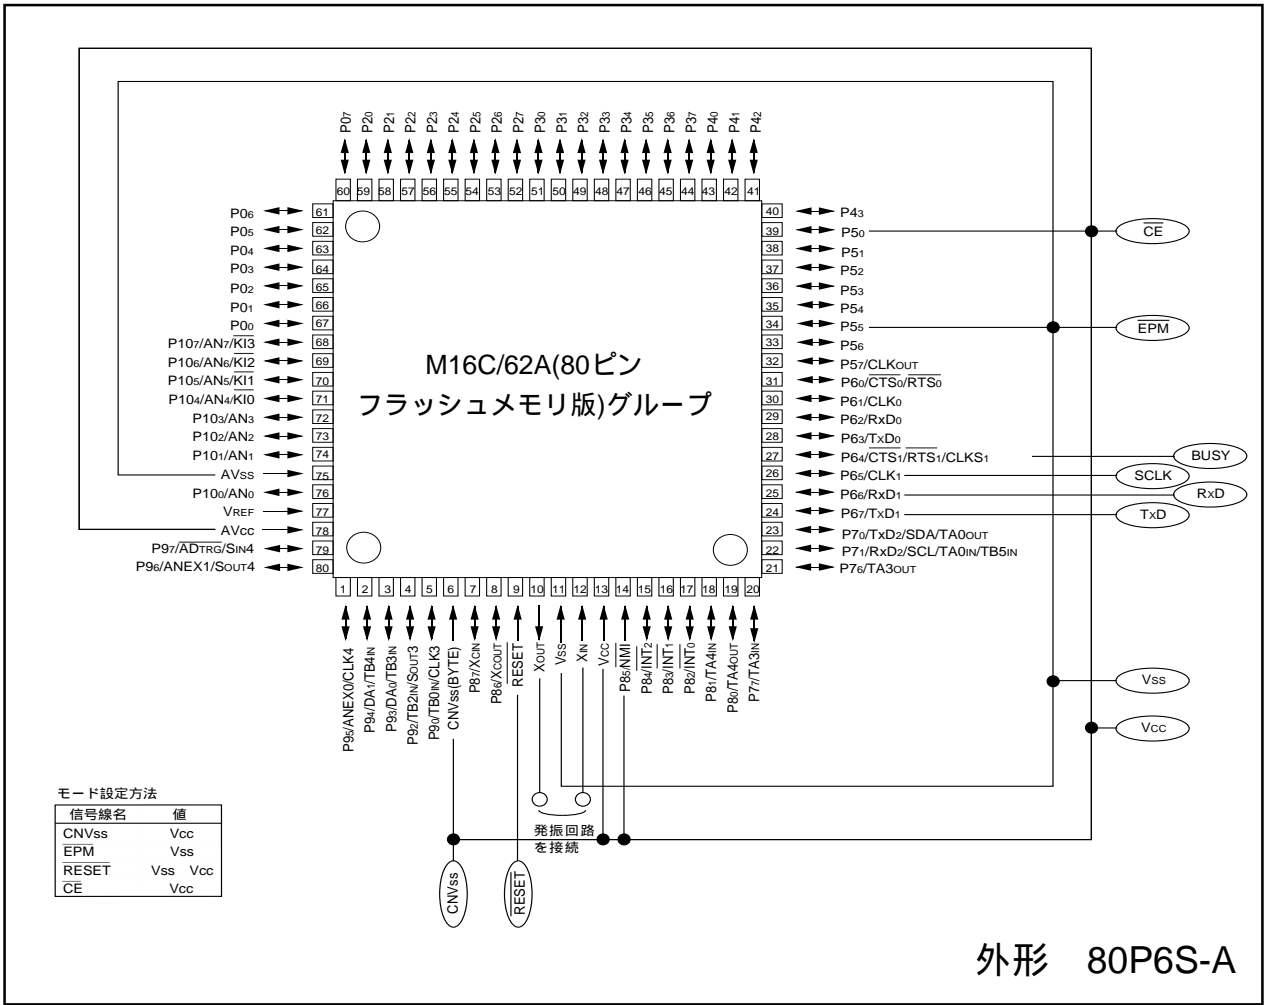 P07
P20
P21
P22
P23
P24
P25
P26
P27
P30
P31
P32
P33
P34
P35
P36
P37
P40
P41
P42
60 59 58 57 56 55 54 53 52 51 50 49 48 47 46 45 44 43 42 41
P06 61
P05 62
P04 63
P03 64
P02 65
P01 66
P00 67
P107/AN7/KI3 68
P106/AN6/KI2 69
P105/AN5/KI1 70
P104/AN4/KI0 71
P103/AN3 72
P102/AN2 73
P101/AN1 74
AVSS 75
P100/AN0 76
VREF 77
AVCC 78
P97/ADTRG/SIN4 79
P96/ANEX1/SOUT4 80
M16C/62A(80ピン
フラッシュメモリ版)グループ
40 P43
39 P50
38 P51
37 P52
36 P53
35 P54
34 P55
33 P56
32 P57/CLKOUT
31 P60/CTS0/RTS0
30 P61/CLK0
29 P62/RxD0
28 P63/TxD0
27 P64/CTS1/RTS1/CLKS1
26 P65/CLK1
25 P66/RxD1
24 P67/TxD1
23 P70/TxD2/SDA/TA0OUT
22 P71/RxD2/SCL/TA0IN/TB5IN
21 P76/TA3OUT
CE
EPM
BUSY
SCLK
RxD
TxD
Vss
Vcc
1 2 3 4 5 6 7 8 9 10 11 12 13 14 15 16 17 18 19 20
P95/ANEX0/CLK4
P94/DA1/TB4IN
P93/DA0/TB3IN
P92/TB2IN/SOUT3
P90/TB0IN/CLK3
CNVss(BYTE)
P87/XCIN
P86/XCOUT
RESET
XOUT
Vss
XIN
Vcc
P85/NMI
P84/INT2
P83/INT1
P82/INT0
P81/TA4IN
P80/TA4OUT
P77/TA3IN
発振回路
を接続
CNVss
RESET
モード設定方法
信号線名 値
CNVss Vcc
EPM Vss
RESET Vss Vcc
CE Vcc
外形 80P6S-A